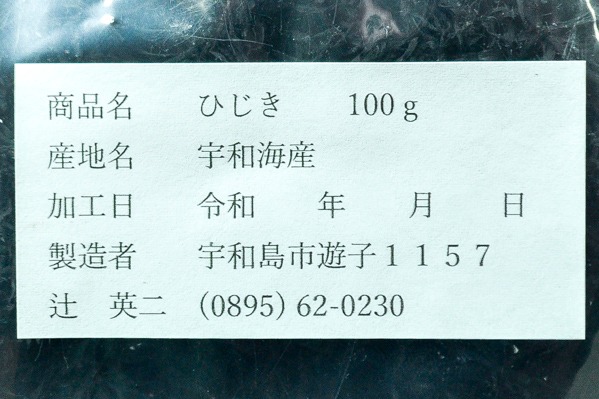 商品名　ひじき　100ｇ
産地名　宇和海産
加工日　令和　　年　　月　　日
製造者　宇和島市遊子１１５７
辻　英二　(0895) 62-0230